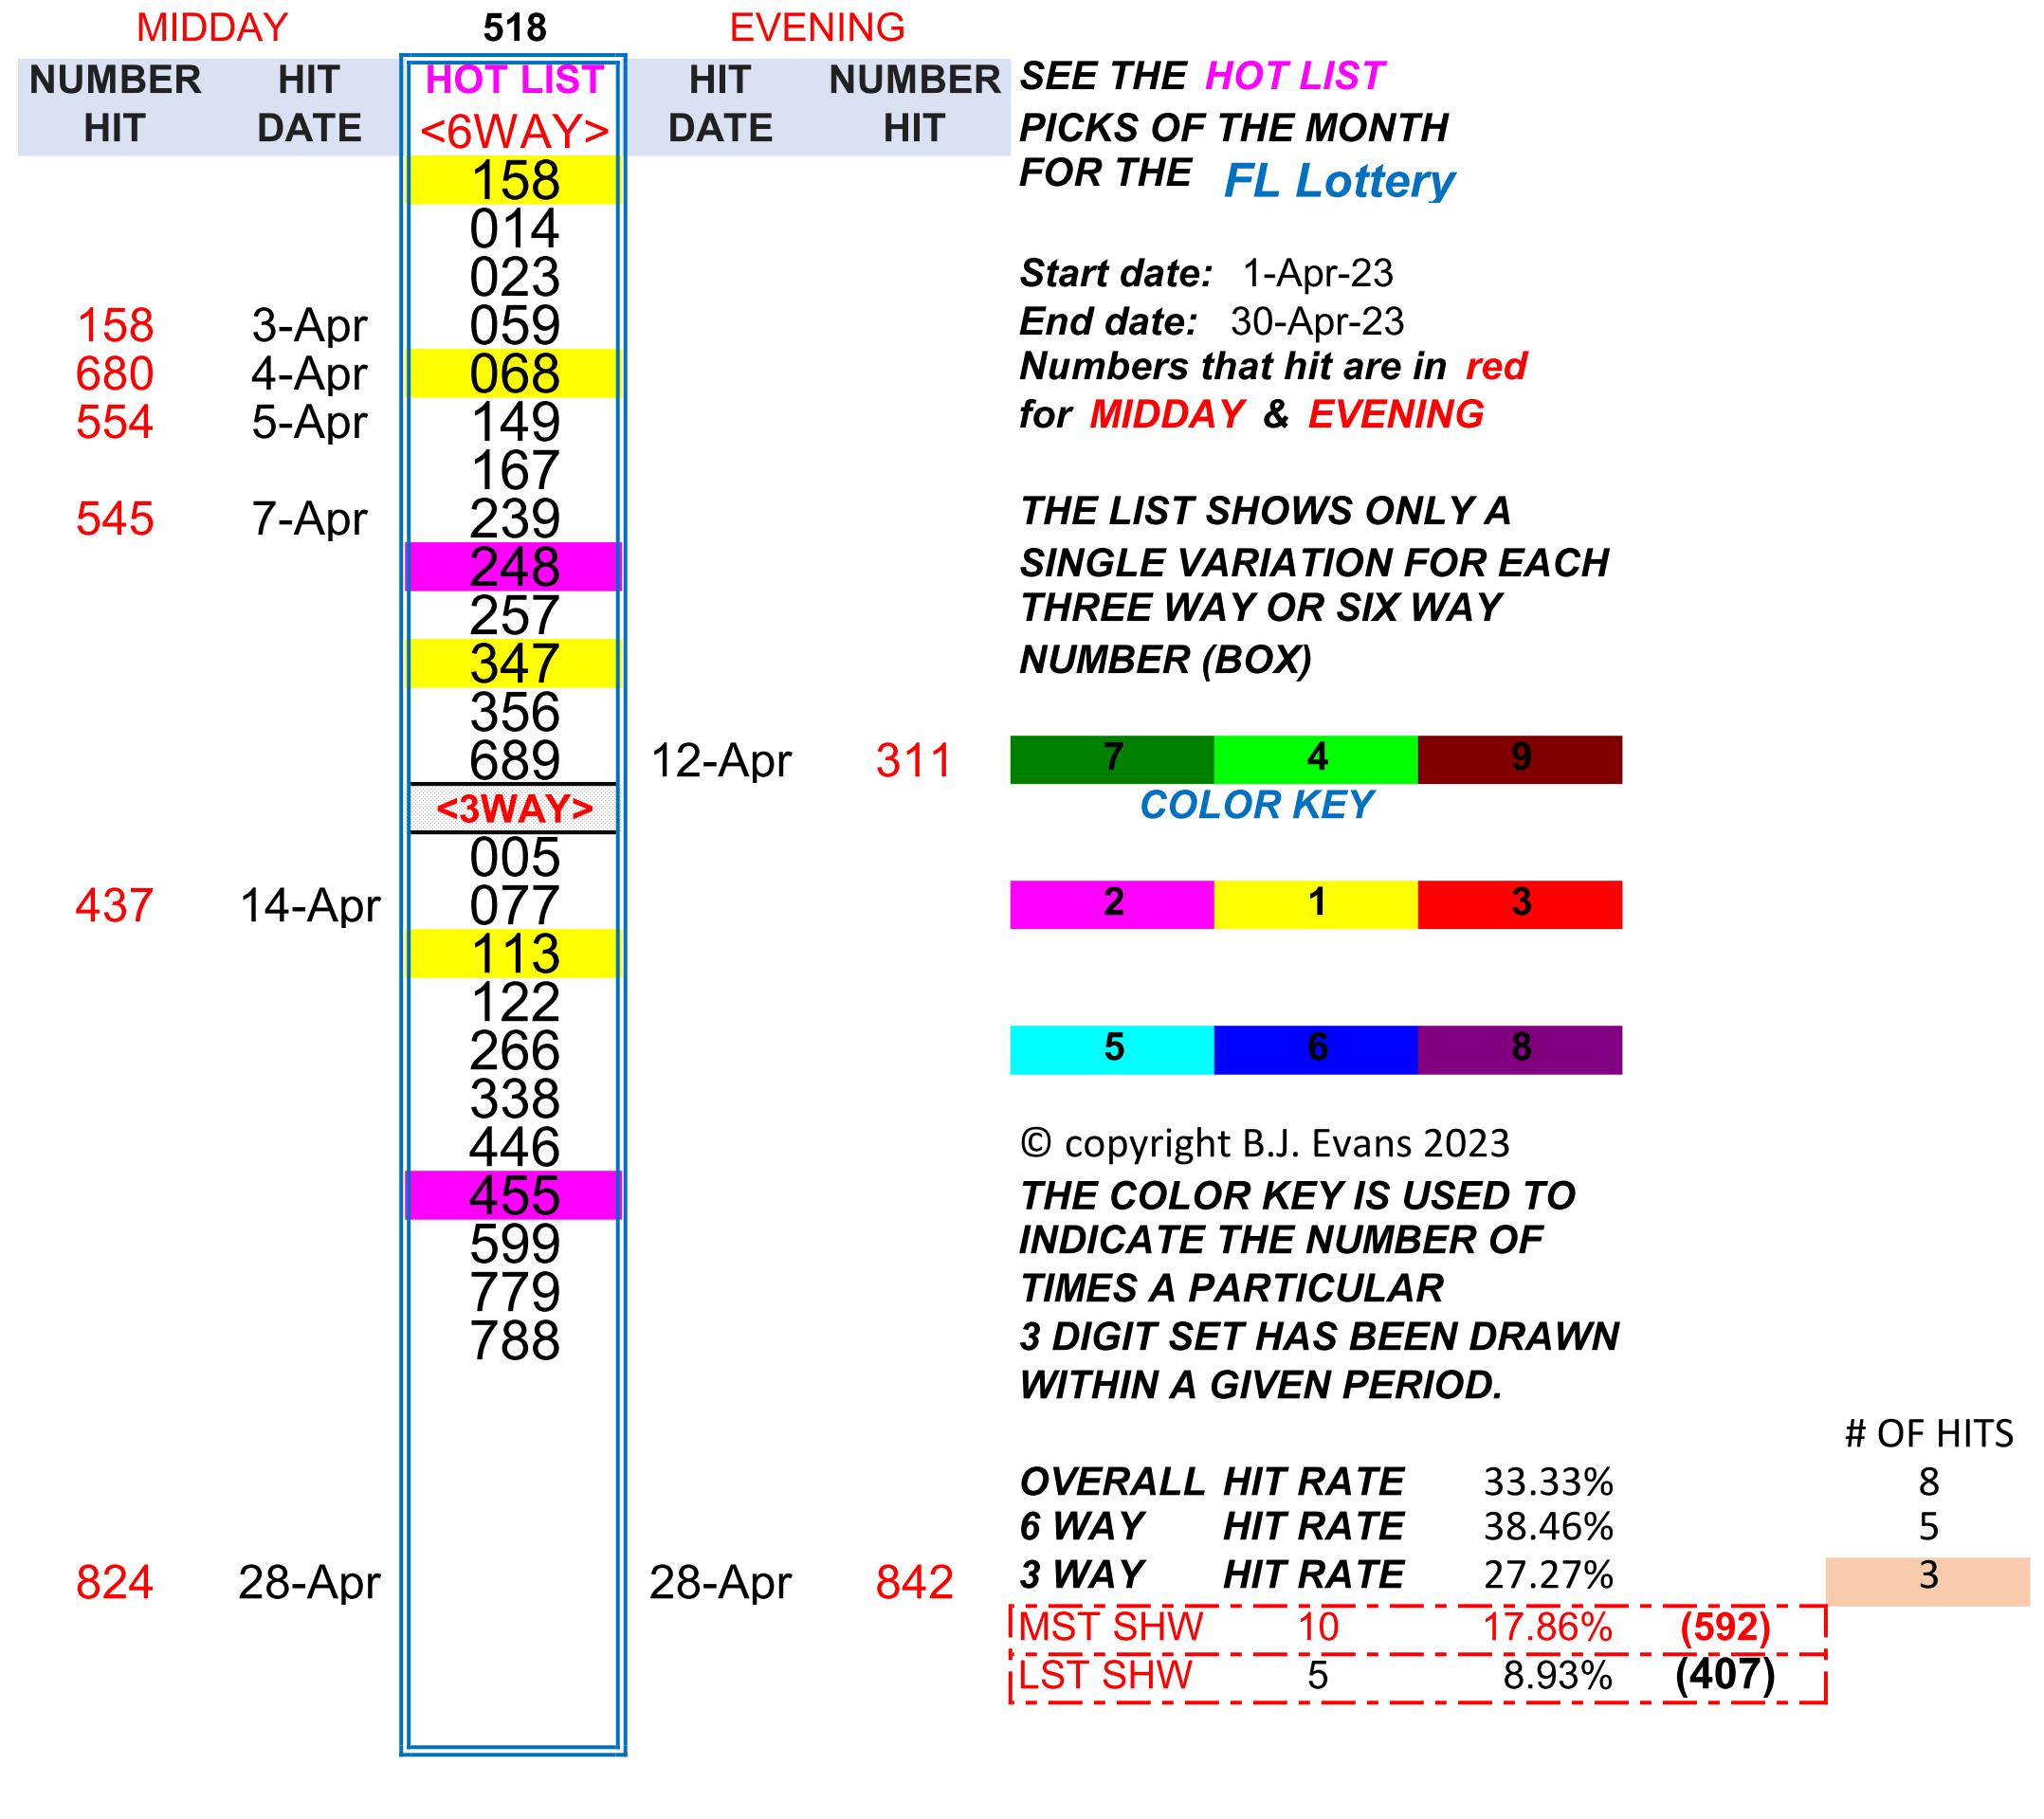 MIDDAY 518 EVENING
NUMBER HIT HOT LIST HIT NUMBER SEE THE HOT LIST
HIT DATE <6WAY> DATE HIT PICKS OF THE MONTH
158 FOR THE FL Lottery
014
023 Start date: 1-Apr-23
158 3-Apr 059 End date: 30-Apr-23
680 4-Apr 068 Numbers that hit are in red
554 5-Apr 149 for MIDDAY & EVENING
167
545 7-Apr 239 THE LIST SHOWS ONLY A
248 SINGLE VARIATION FOR EACH
257 THREE WAY OR SIX WAY
347 NUMBER (BOX)
356
689 12-Apr 311 7 4 9
<3WAY> COLOR KEY
005
437 14-Apr 077 2 1 3
113
122
266 5 6 8
338
446 © copyright B.J. Evans 2023
455 THE COLOR KEY IS USED TO
599 INDICATE THE NUMBER OF
779 TIMES A PARTICULAR
788 3 DIGIT SET HAS BEEN DRAWN
WITHIN A GIVEN PERIOD.
# OF HITS
OVERALL HIT RATE 33.33% 8
6 WAY HIT RATE 38.46% 5
824 28-Apr 28-Apr 842 3 WAY HIT RATE 27.27% 3
MST SHW 10 17.86% (592)
LST SHW 5 8.93% (407)